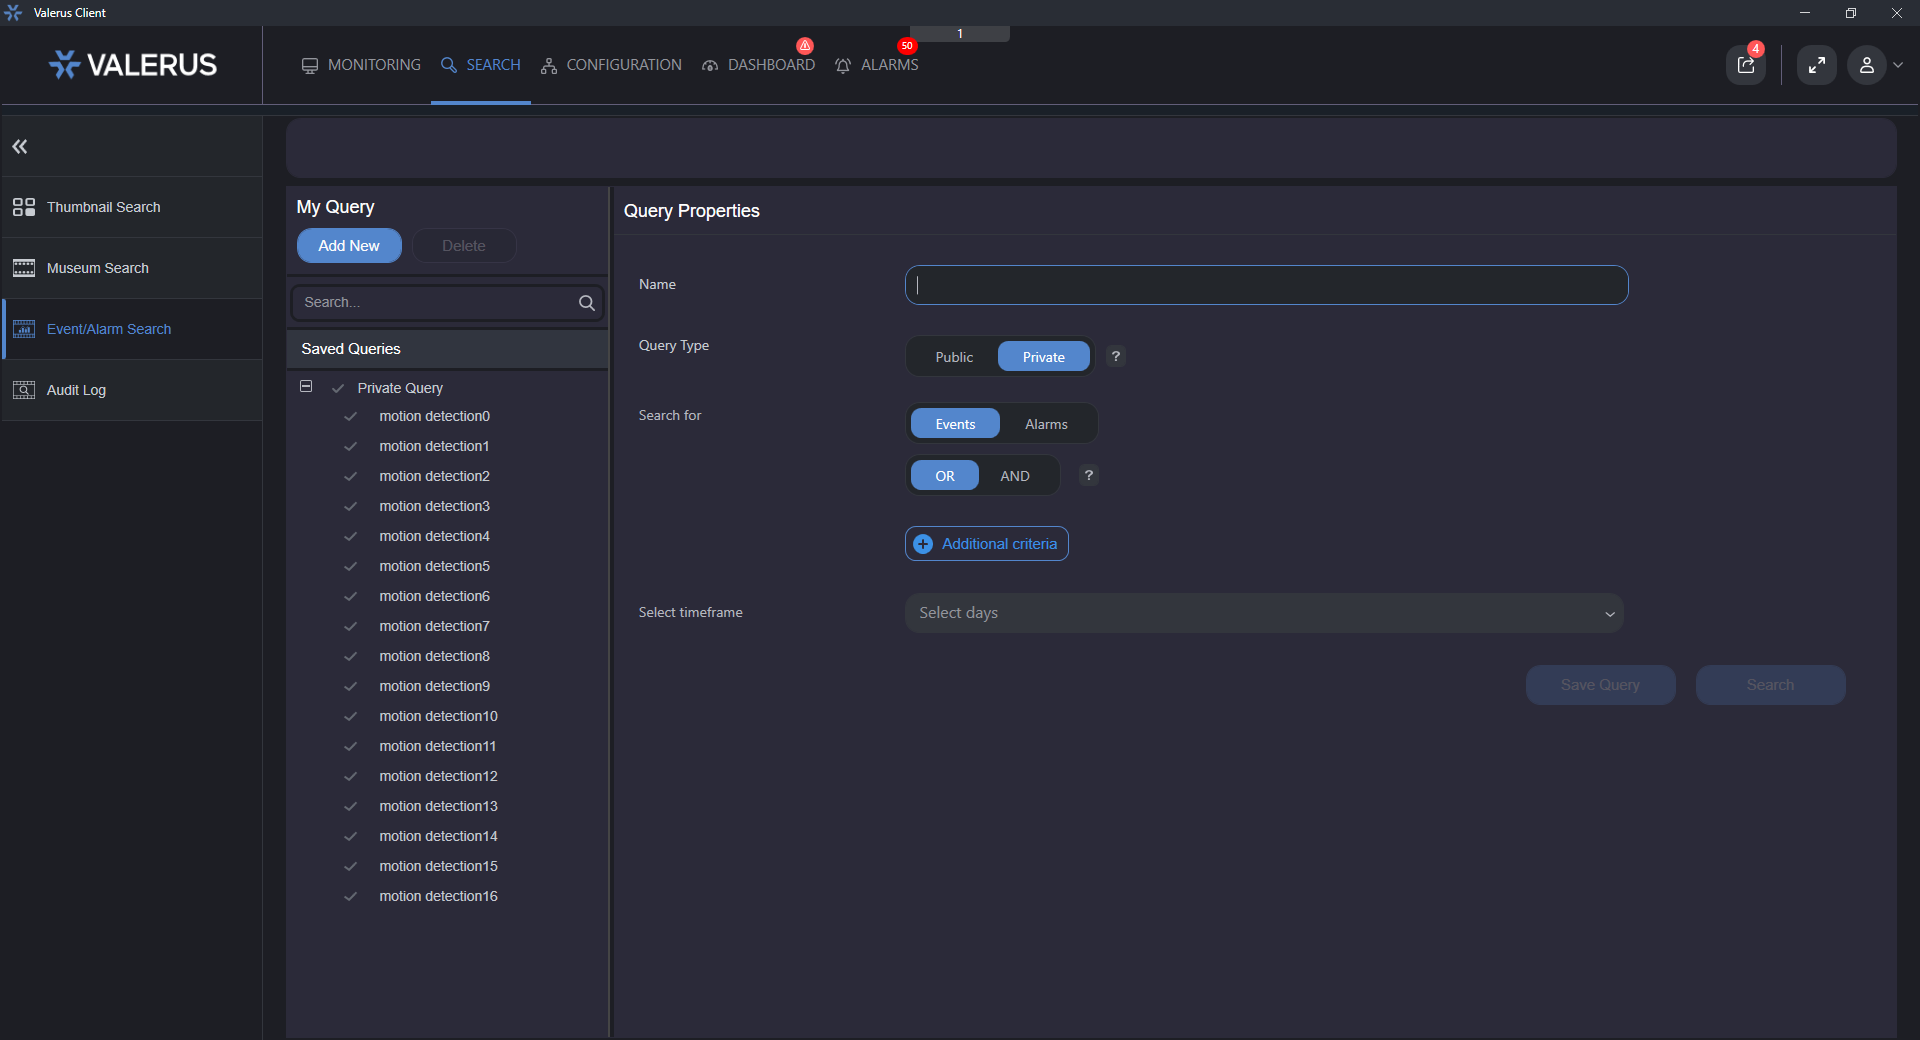 Valerus Client
1
VALERUS
MONITORING
SEARCH
CONFIGURATION
DASHBOARD
50
ALARMS
4
Thumbnail Search
Museum Search
Event/Alarm Search
Audit Log
My Query
Add New
Delete
Search...
Saved Queries
Private Query
motion detection0
motion detection1
motion detection2
motion detection3
motion detection4
motion detection5
motion detection6
motion detection7
motion detection8
motion detection9
motion detection10
motion detection11
motion detection12
motion detection13
motion detection14
motion detection15
motion detection16
Query Properties
Name
Query Type
Public
Private
?
Search for
Events
Alarms
OR
AND
?
Additional criteria
Select timeframe
Select days
Save Query
Search